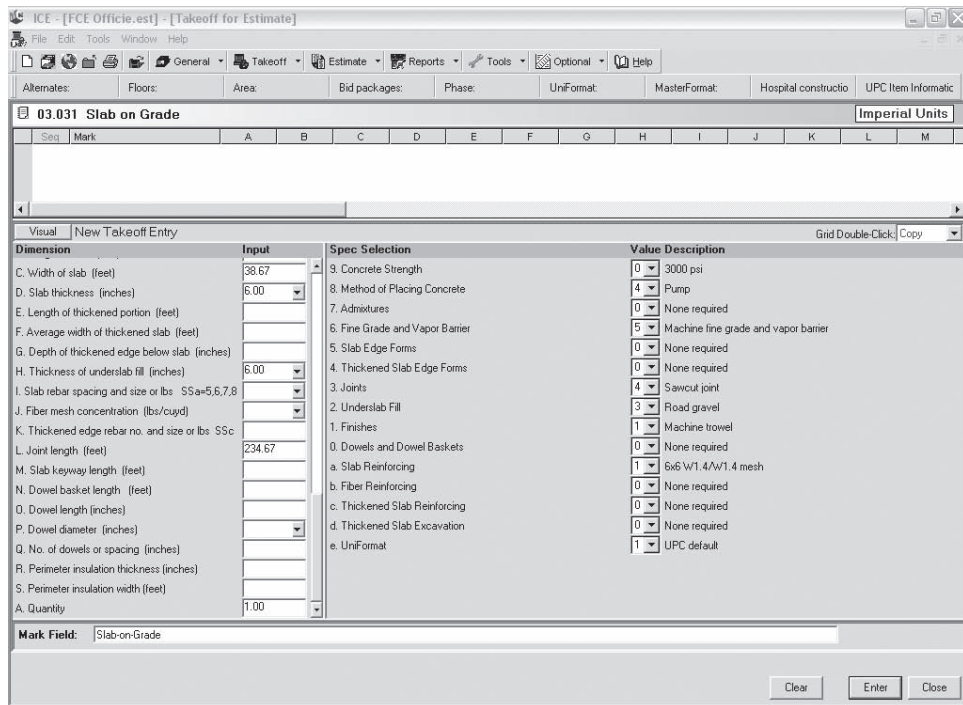 ICE - [FCE Officie.est] - [Takeoff for Estimate]
File Edit Tools Window Help
General Takeoff Estimate Reports Tools Optional Help
Alternates: Floors: Area: Bid packages: Phase: UniFormat: MasterFormat: Hospital constructio UPC Item Informatic
03.031 Slab on Grade Imperial Units
Seq Mark A B C D E F G H I J K L M
Visual New Takeoff Entry Grid Double-Click: Copy
Dimension Input Spec Selection Value Description
C. Width of slab (feet) 38.67 9. Concrete Strength 0 3000 psi
D. Slab thickness (inches) 6.00 8. Method of Placing Concrete 4 Pump
E. Length of thickened portion (feet) 7. Admixtures 0 None required
F. Average width of thickened slab (feet) 6. Fine Grade and Vapor Barrier 5 Machine fine grade and vapor barrier
G. Depth of thickened edge below slab (inches) 5. Slab Edge Forms 0 None required
H. Thickness of underslab fill (inches) 6.00 4. Thickened Slab Edge Forms 0 None required
I. Slab rebar spacing and size or lbs SSa=5,6,7,8 3. Joints 4 Sawcut joint
J. Fiber mesh concentration (lbs/cuyd) 2. Underslab Fill 3 Road gravel
K. Thickened edge rebar no. and size or lbs SSc 1. Finishes 1 Machine trowel
L. Joint length (feet) 234.67 0. Dowels and Dowel Baskets 0 None required
M. Slab keyway length (feet) a. Slab Reinforcing 1 6x6 W1.4/W1.4 mesh
N. Dowel basket length (feet) b. Fiber Reinforcing 0 None required
O. Dowel length (inches) c. Thickened Slab Reinforcing 0 None required
P. Dowel diameter (inches) d. Thickened Slab Excavation 0 None required
Q. No. of dowels or spacing (inches) e. UniFormat 1 UPC default
R. Perimeter insulation thickness (inches)
S. Perimeter insulation width (feet)
A. Quantity 1.00
Mark Field: Slab-on-Grade
Clear Enter Close